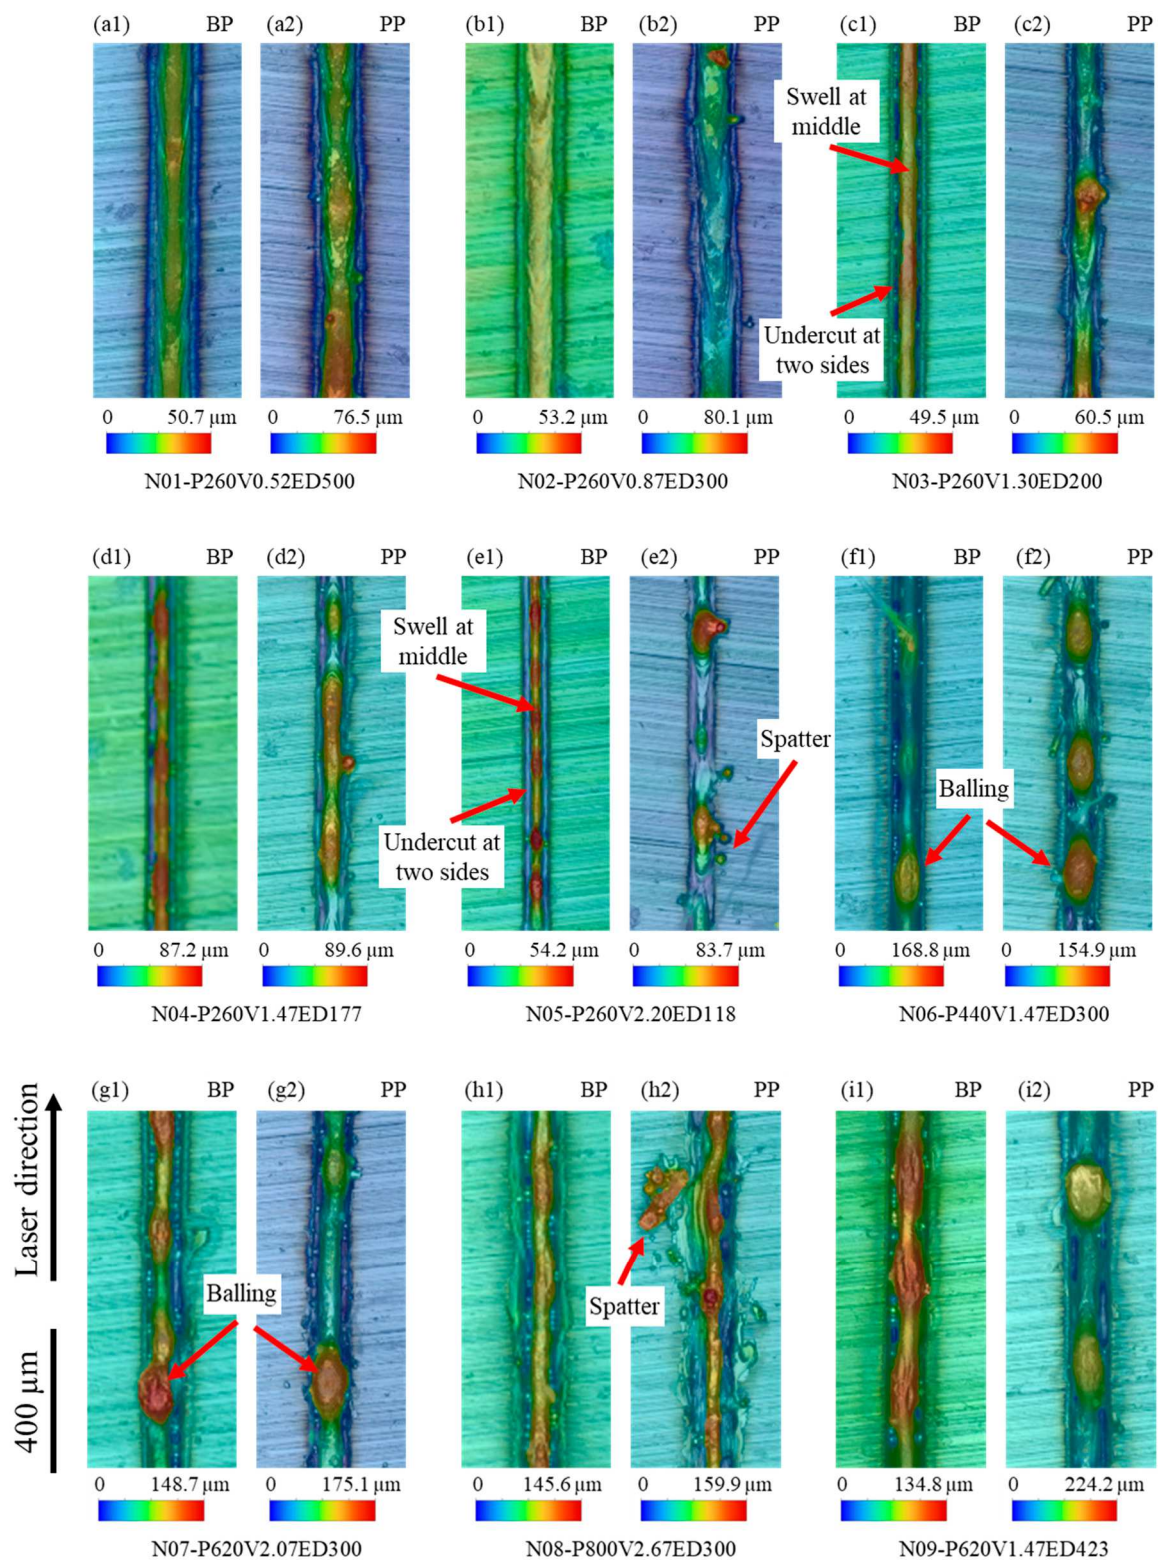 (a1) BP (a2) PP (b1) BP (b2) PP (c1) BP (c2) PP
Swell at
middle
Undercut at
two sides
0 50.7 μm 0 76.5 μm 0 53.2 μm 0 80.1 μm 0 49.5 μm 0 60.5 μm
N01-P260V0.52ED500 N02-P260V0.87ED300 N03-P260V1.30ED200
(d1) BP (d2) PP (e1) BP (e2) PP (f1) BP (f2) PP
Swell at
middle
Spatter
Balling
Undercut at
two sides
0 87.2 μm 0 89.6 μm 0 54.2 μm 0 83.7 μm 0 168.8 μm 0 154.9 μm
N04-P260V1.47ED177 N05-P260V2.20ED118 N06-P440V1.47ED300
(g1) BP (g2) PP (h1) BP (h2) PP (i1) BP (i2) PP
Laser direction
Balling
Spatter
400 μm
0 148.7 μm 0 175.1 μm 0 145.6 μm 0 159.9 μm 0 134.8 μm 0 224.2 μm
N07-P620V2.07ED300 N08-P800V2.67ED300 N09-P620V1.47ED423